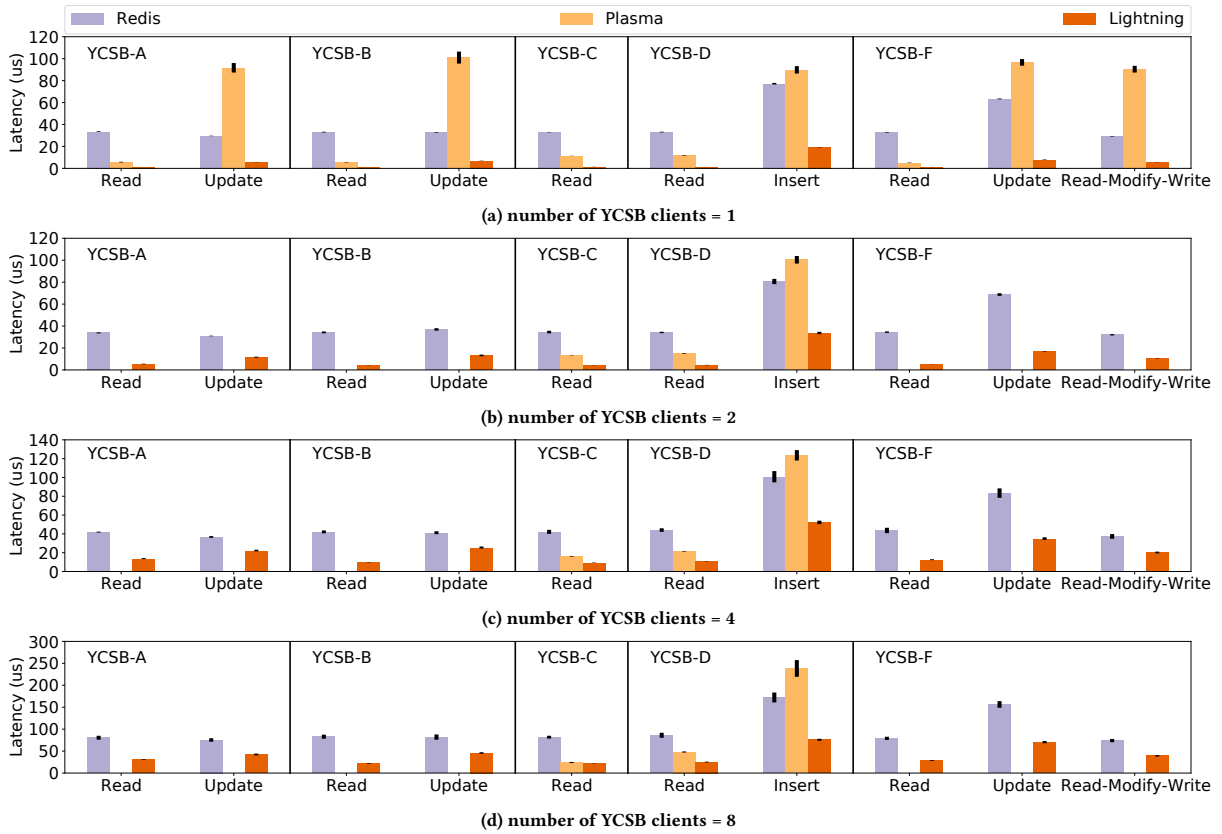 Redis Plasma Lightning
120
100
80
60
40
20
0
Latency (us)
YCSB-A YCSB-B YCSB-C YCSB-D YCSB-F
Read Update Read Update Read Read Insert Read Update Read-Modify-Write
(a) number of YCSB clients = 1
120
100
80
60
40
20
0
Latency (us)
YCSB-A YCSB-B YCSB-C YCSB-D YCSB-F
Read Update Read Update Read Read Insert Read Update Read-Modify-Write
(b) number of YCSB clients = 2
140
120
100
80
60
40
20
0
Latency (us)
YCSB-A YCSB-B YCSB-C YCSB-D YCSB-F
Read Update Read Update Read Read Insert Read Update Read-Modify-Write
(c) number of YCSB clients = 4
300
250
200
150
100
50
0
Latency (us)
YCSB-A YCSB-B YCSB-C YCSB-D YCSB-F
Read Update Read Update Read Read Insert Read Update Read-Modify-Write
(d) number of YCSB clients = 8